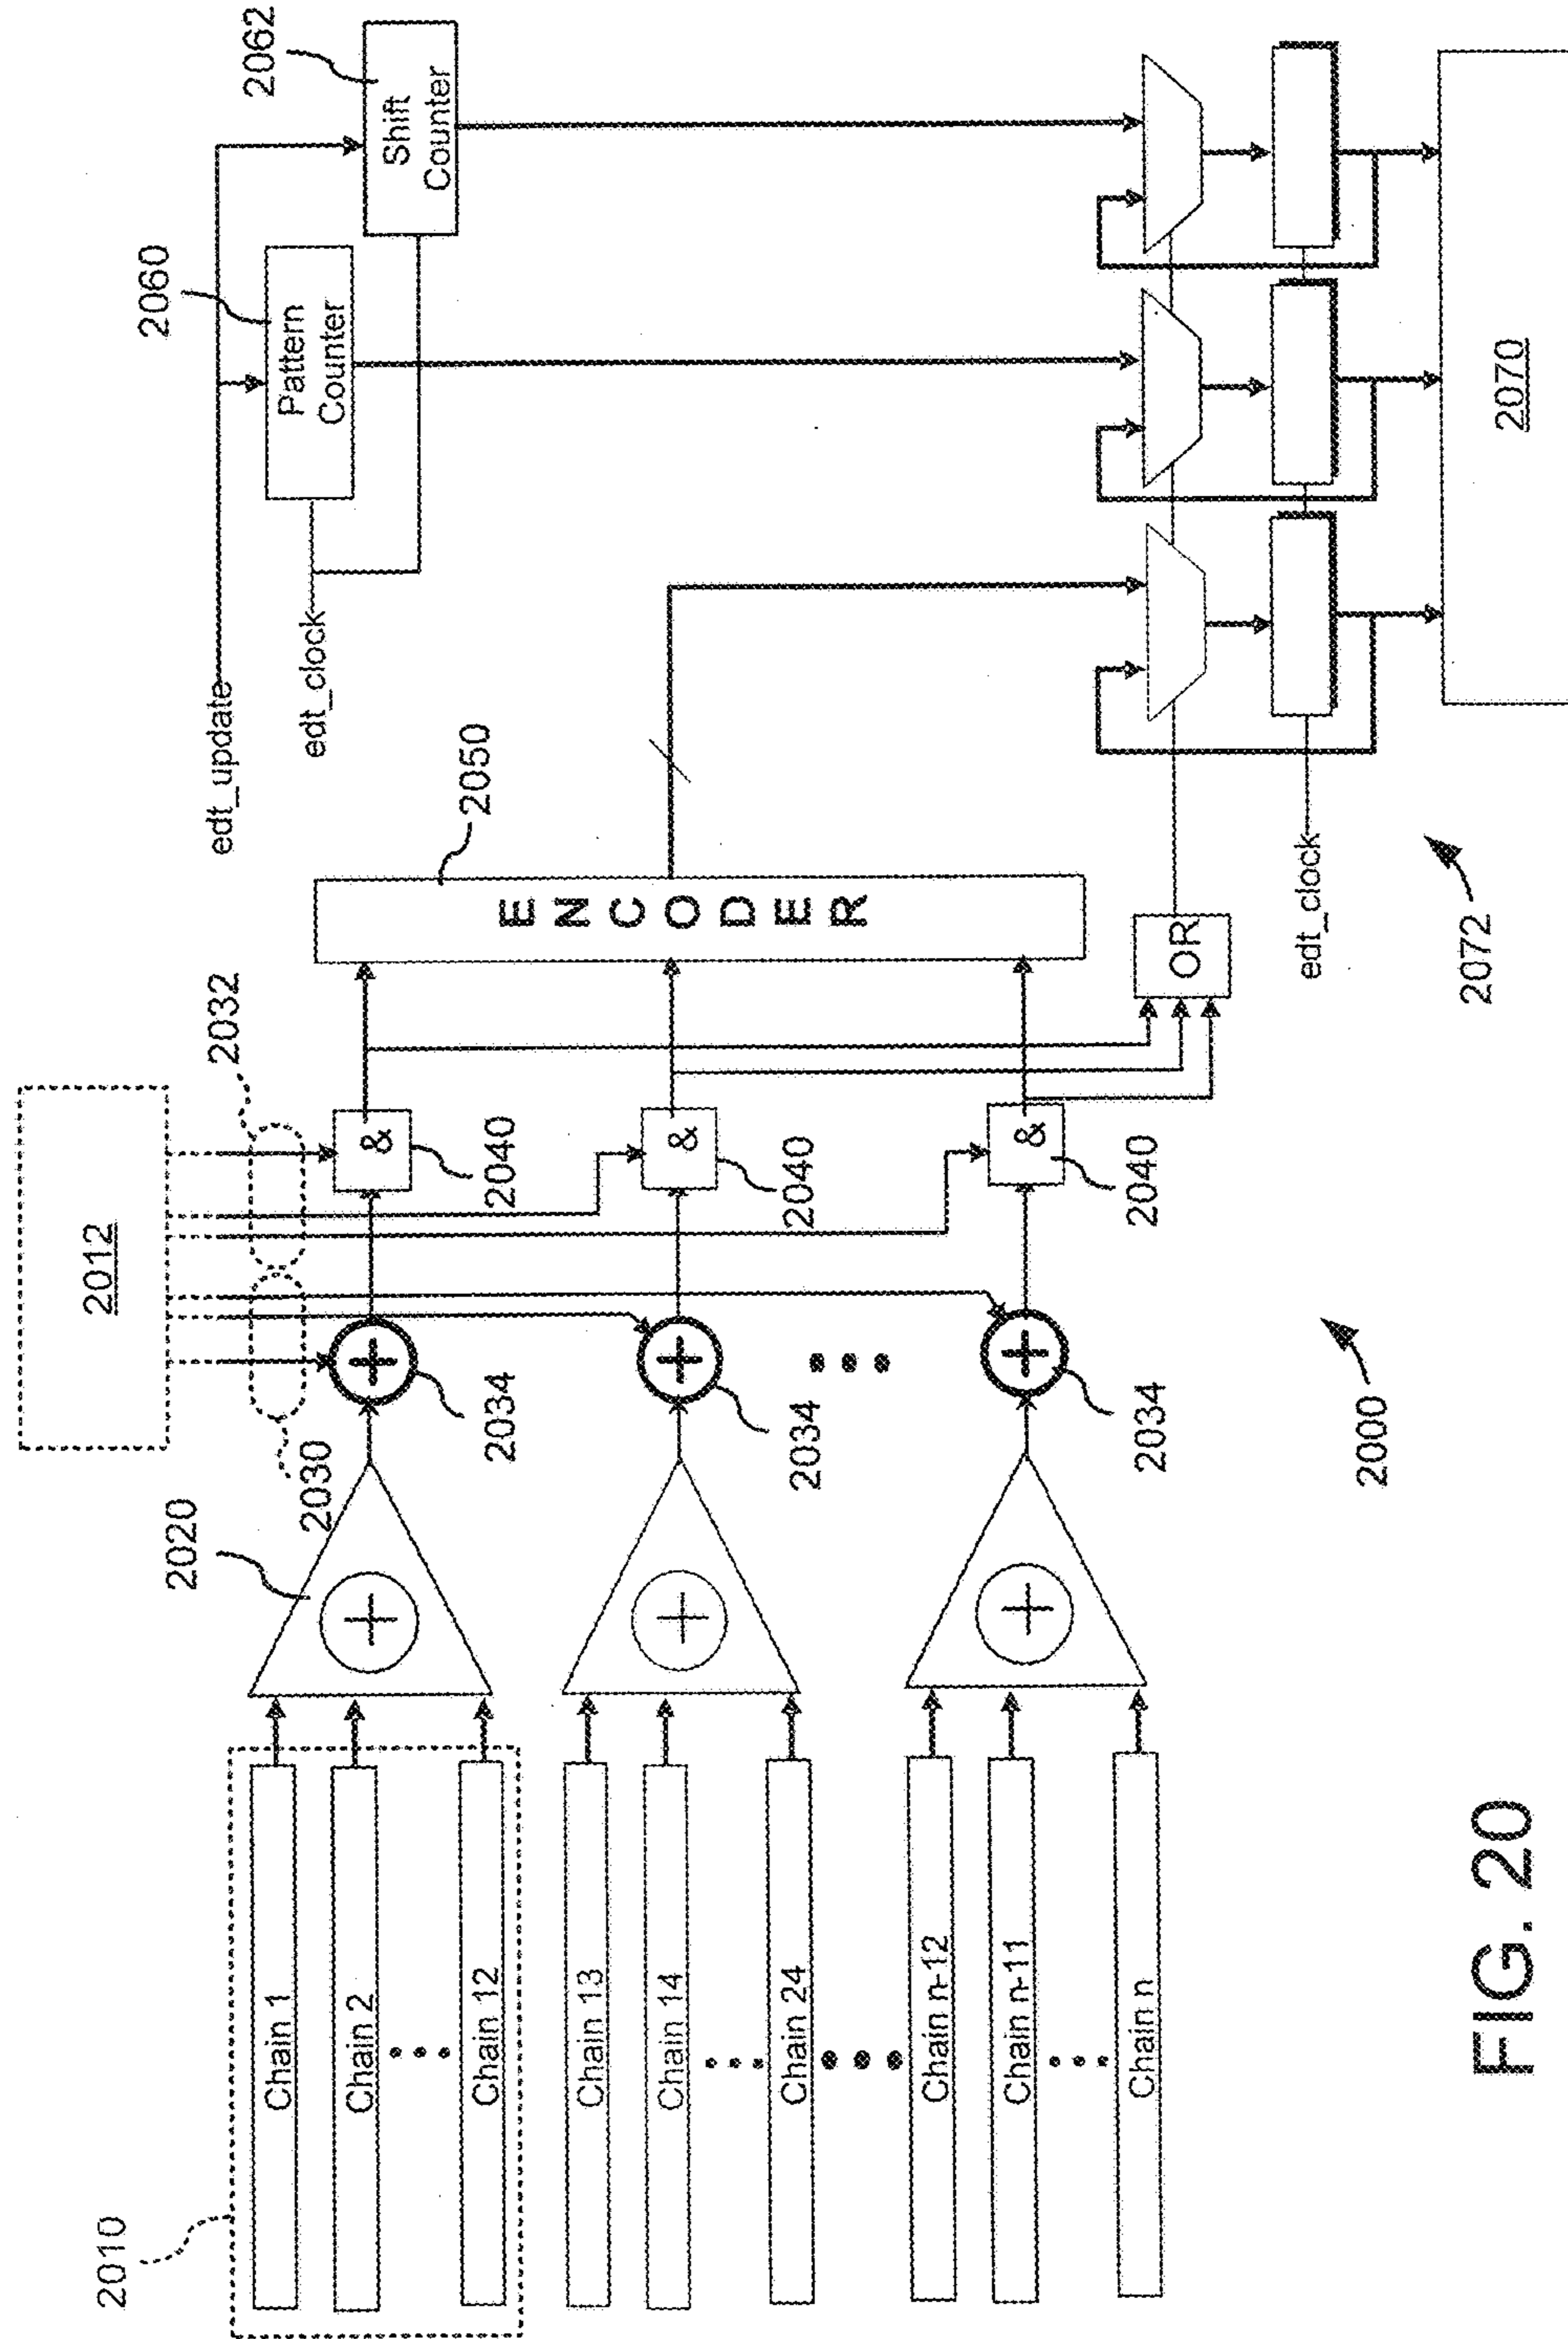 2010
Chain 1
Chain 2
Chain 12
Chain 13
Chain 14
Chain 24
Chain n-12
Chain n-11
Chain n
2020
2030
2012
2032
2034
2034
2034
2040
&
2040
&
2040
&
2050
ENCODER
OR
2000
edt_update
edt_clock
2060
Pattern
Counter
2062
Shift
Counter
edt_clock
2072
2070
FIG. 20